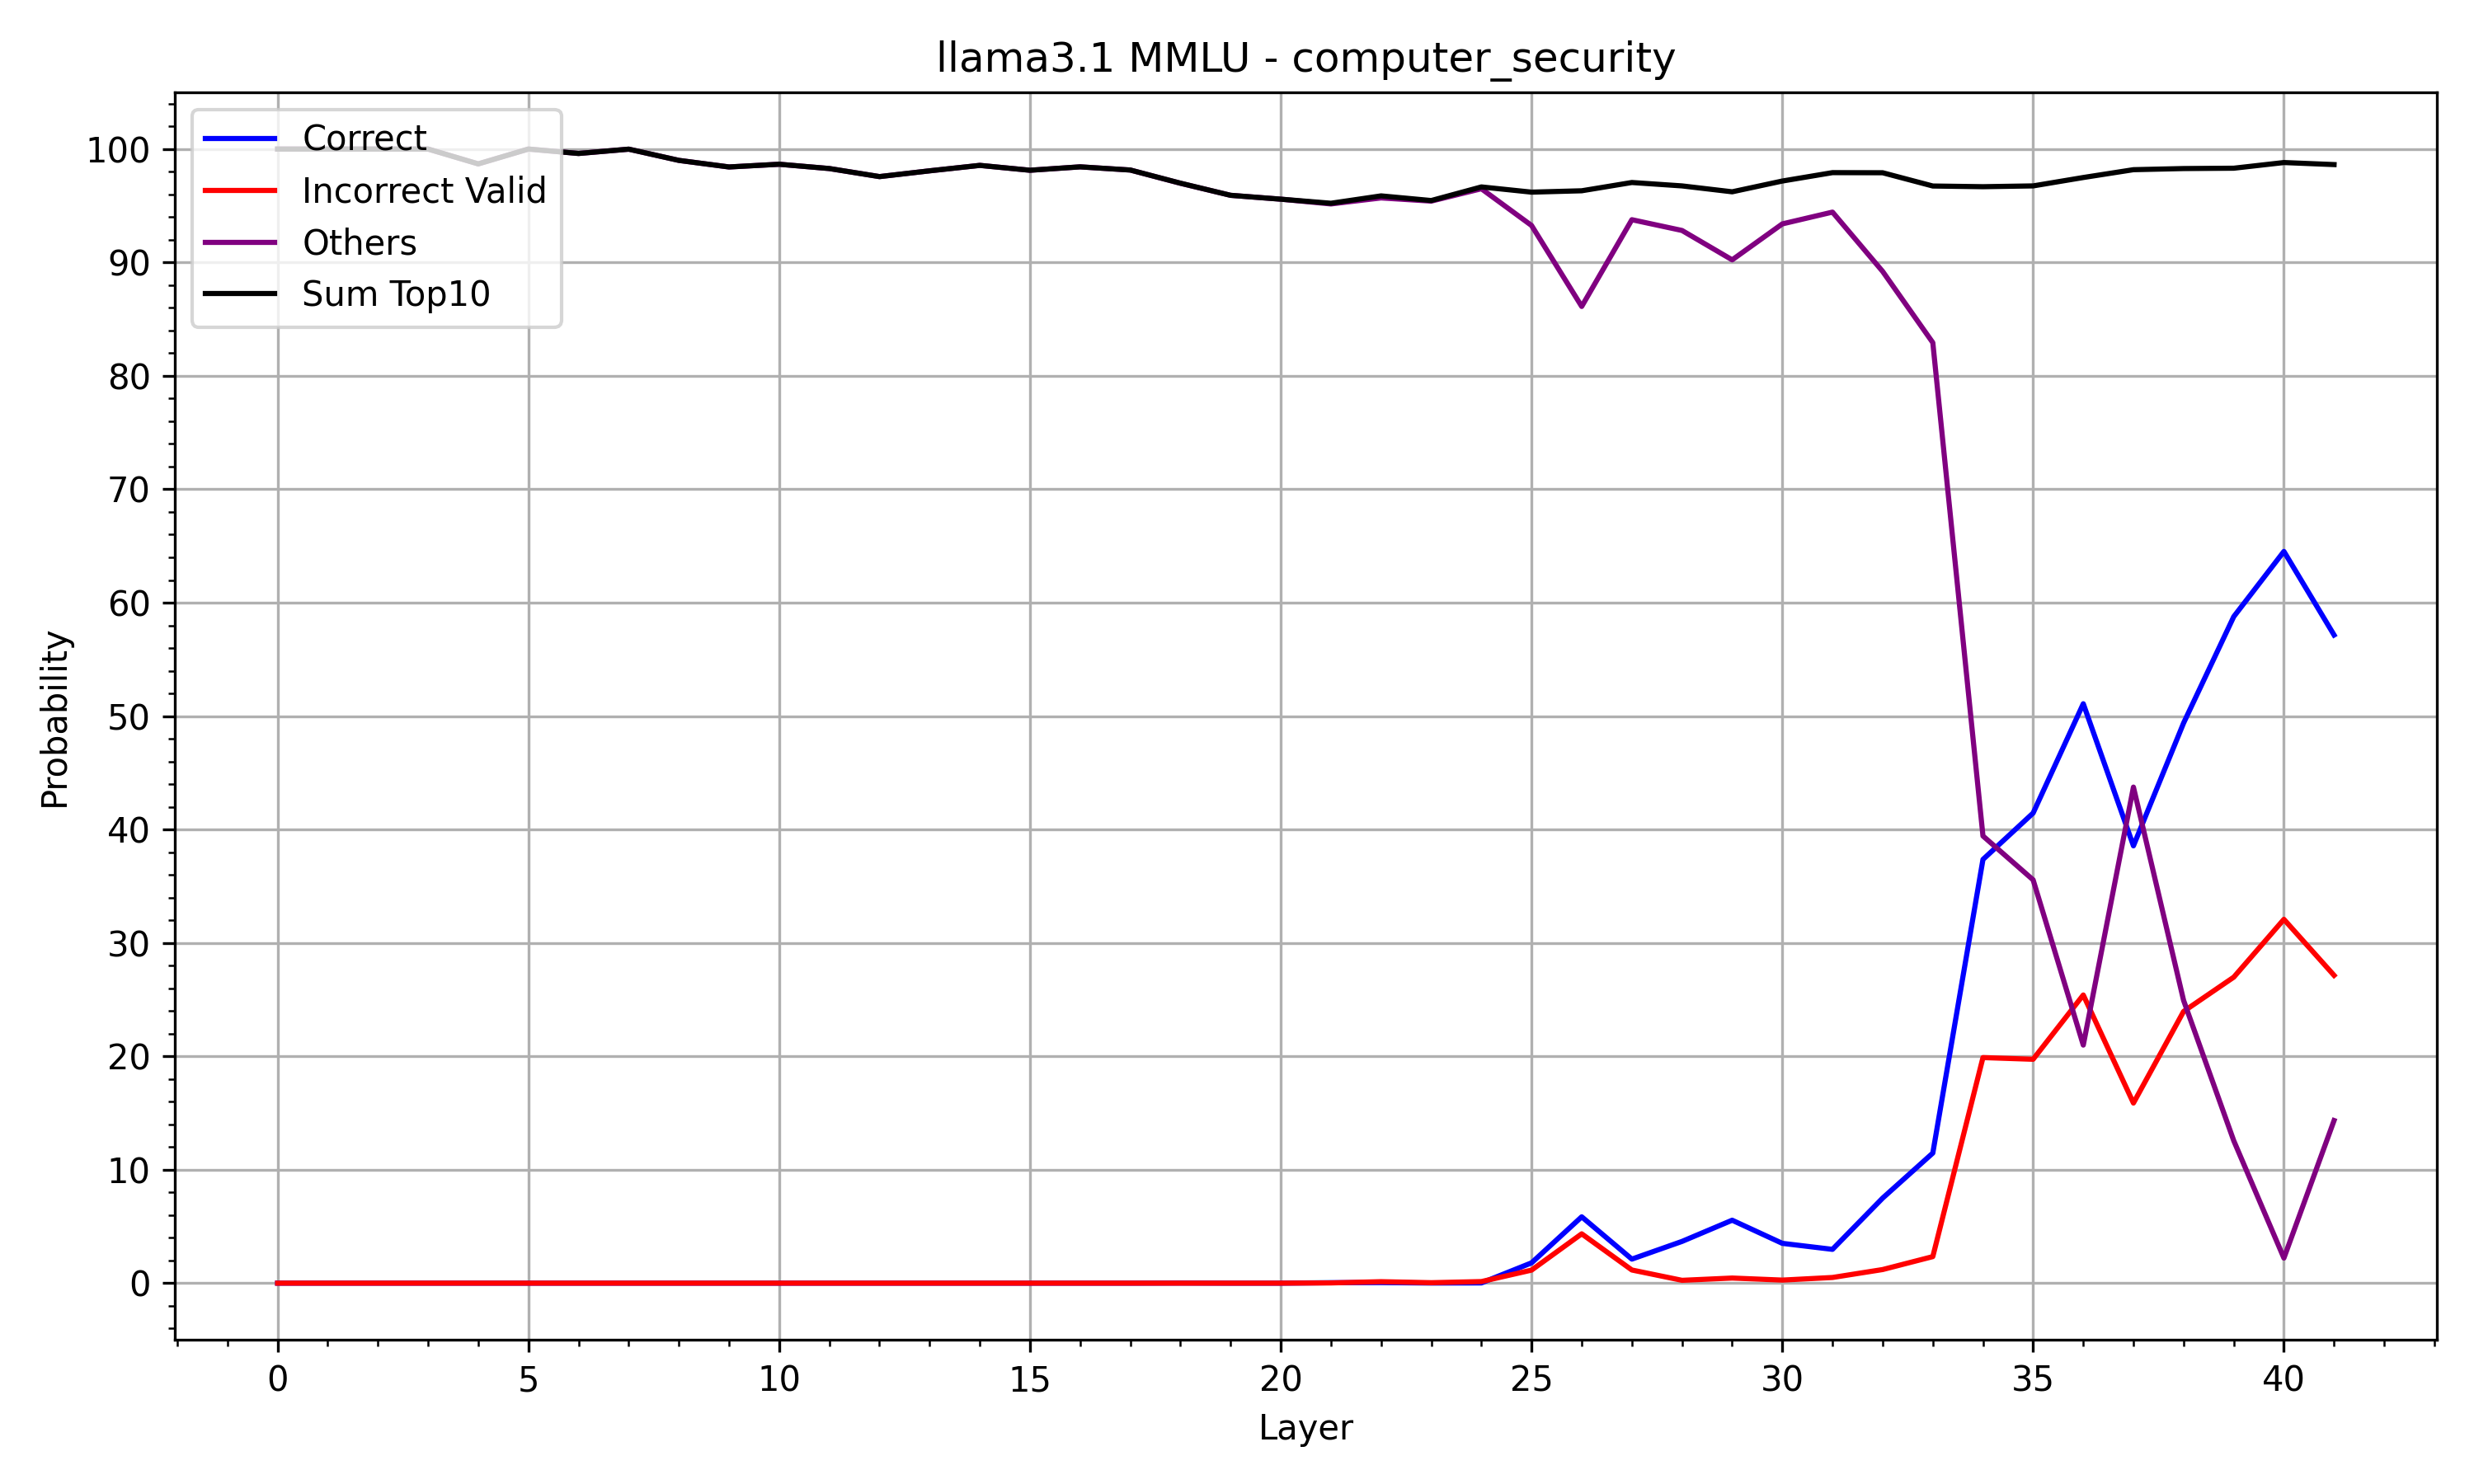 llama3.1 MMLU - computer_security
Correct
Incorrect Valid
Others
Sum Top10
100
90
80
70
60
50
40
30
20
10
0
Probability
0 5 10 15 20 25 30 35 40
Layer